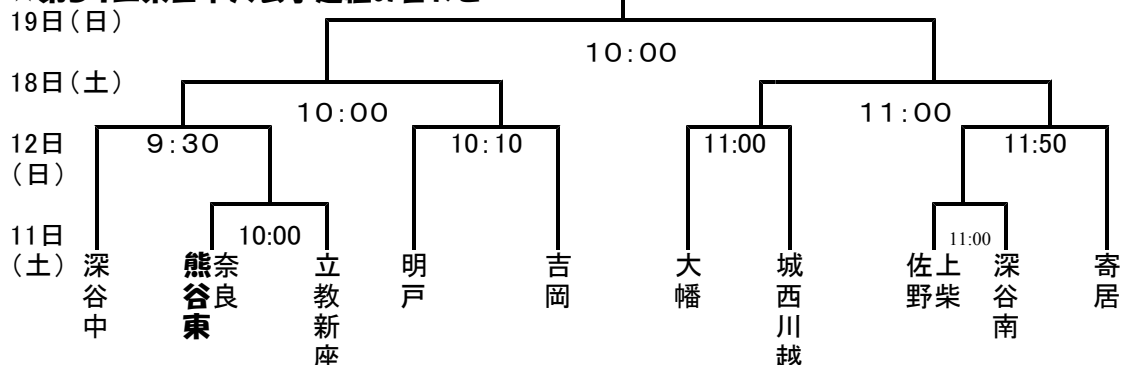 19日(日)
10:00
18日(土)
10:00
11:00
12日
(日)
9:30
10:10
11:00
11:50
11日
(土)
10:00
11:00
深谷中
熊谷東
奈良
立教新座
明戸
吉岡
大幡
城西川越
佐野
上柴
深谷南
寄居